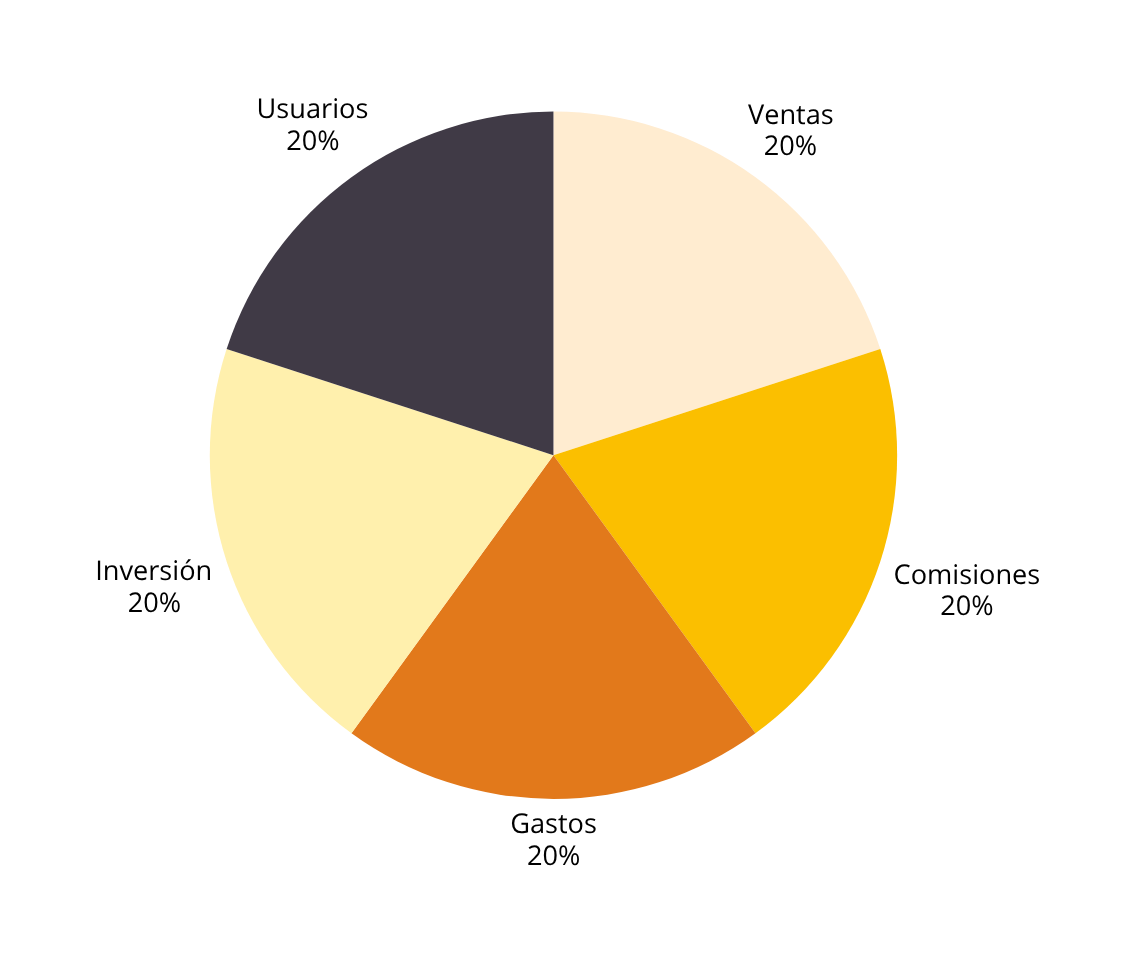 Usuarios
20%
Ventas
20%
Inversión
20%
Comisiones
20%
Gastos
20%